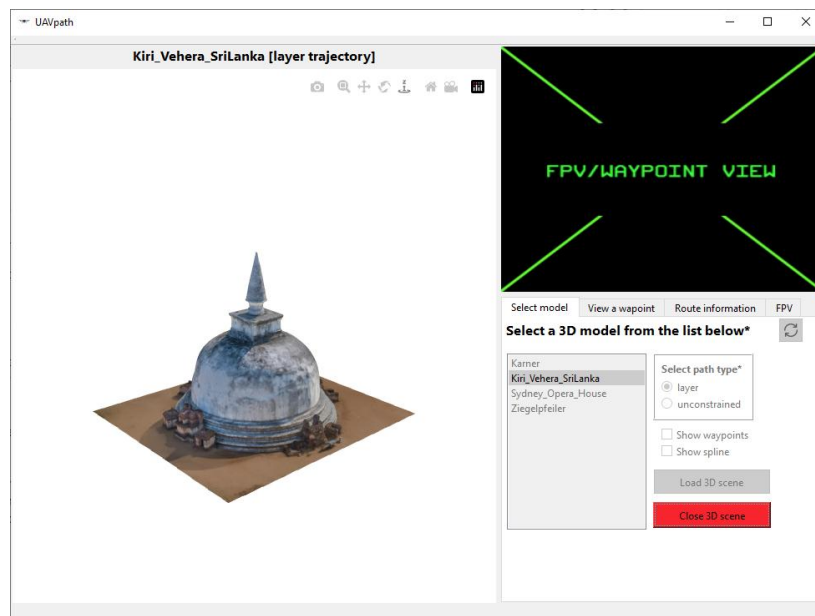 UAVpath
Kiri_Vehera_SriLanka [layer trajectory]
FPV/WAYPOINT VIEW
Select model
View a wapoint
Route information
FPV
Select a 3D model from the list below*
Karner
Kiri_Vehera_SriLanka
Sydney_Opera_House
Ziegelpfeiler
Select path type*
layer
unconstrained
Show waypoints
Show spline
Load 3D scene
Close 3D scene